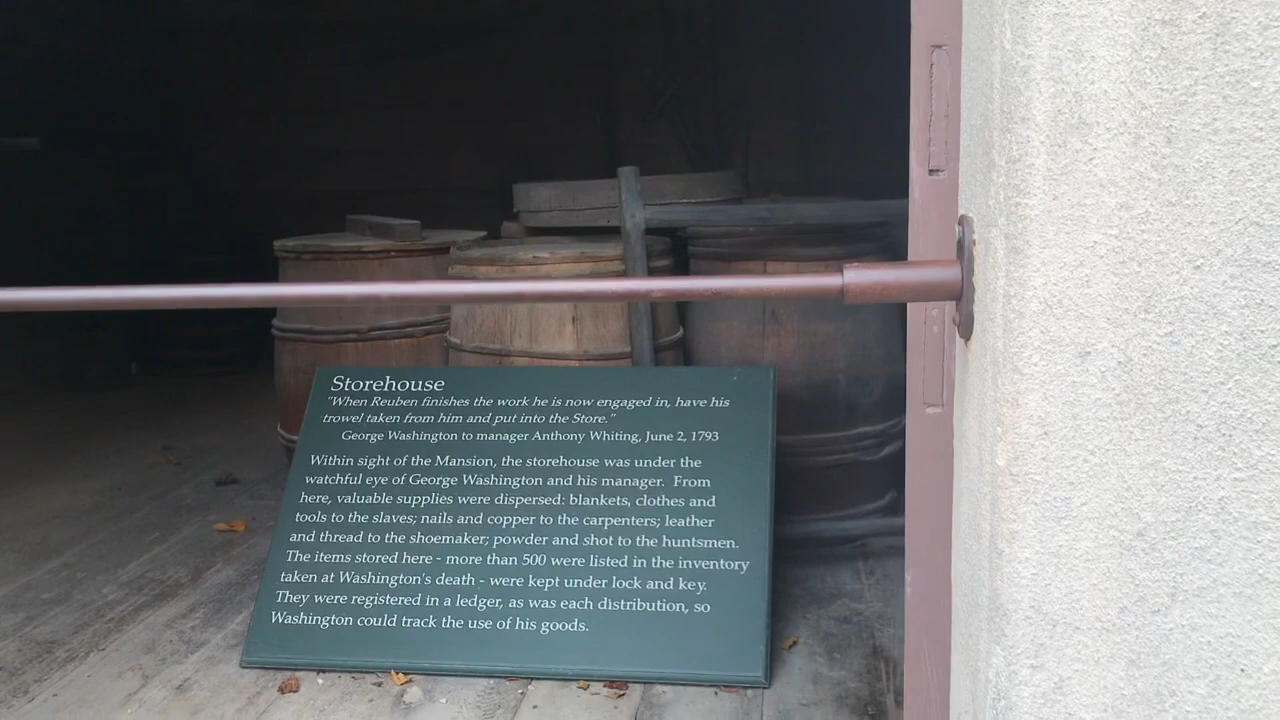 Storehouse
"When Reuben finishes the work he is now engaged in, have his
trowel taken from him and put into the Store."
George Washington to manager Anthony Whiting, June 2, 1793
Within sight of the Mansion, the storehouse was under the
watchful eye of George Washington and his manager. From
here, valuable supplies were dispersed: blankets, clothes and
tools to the slaves; nails and copper to the carpenters; leather
and thread to the shoemaker; powder and shot to the huntsmen.
The items stored here - more than 500 were listed in the inventory
taken at Washington's death - were kept under lock and key.
They were registered in a ledger, as was each distribution, so
Washington could track the use of his goods.